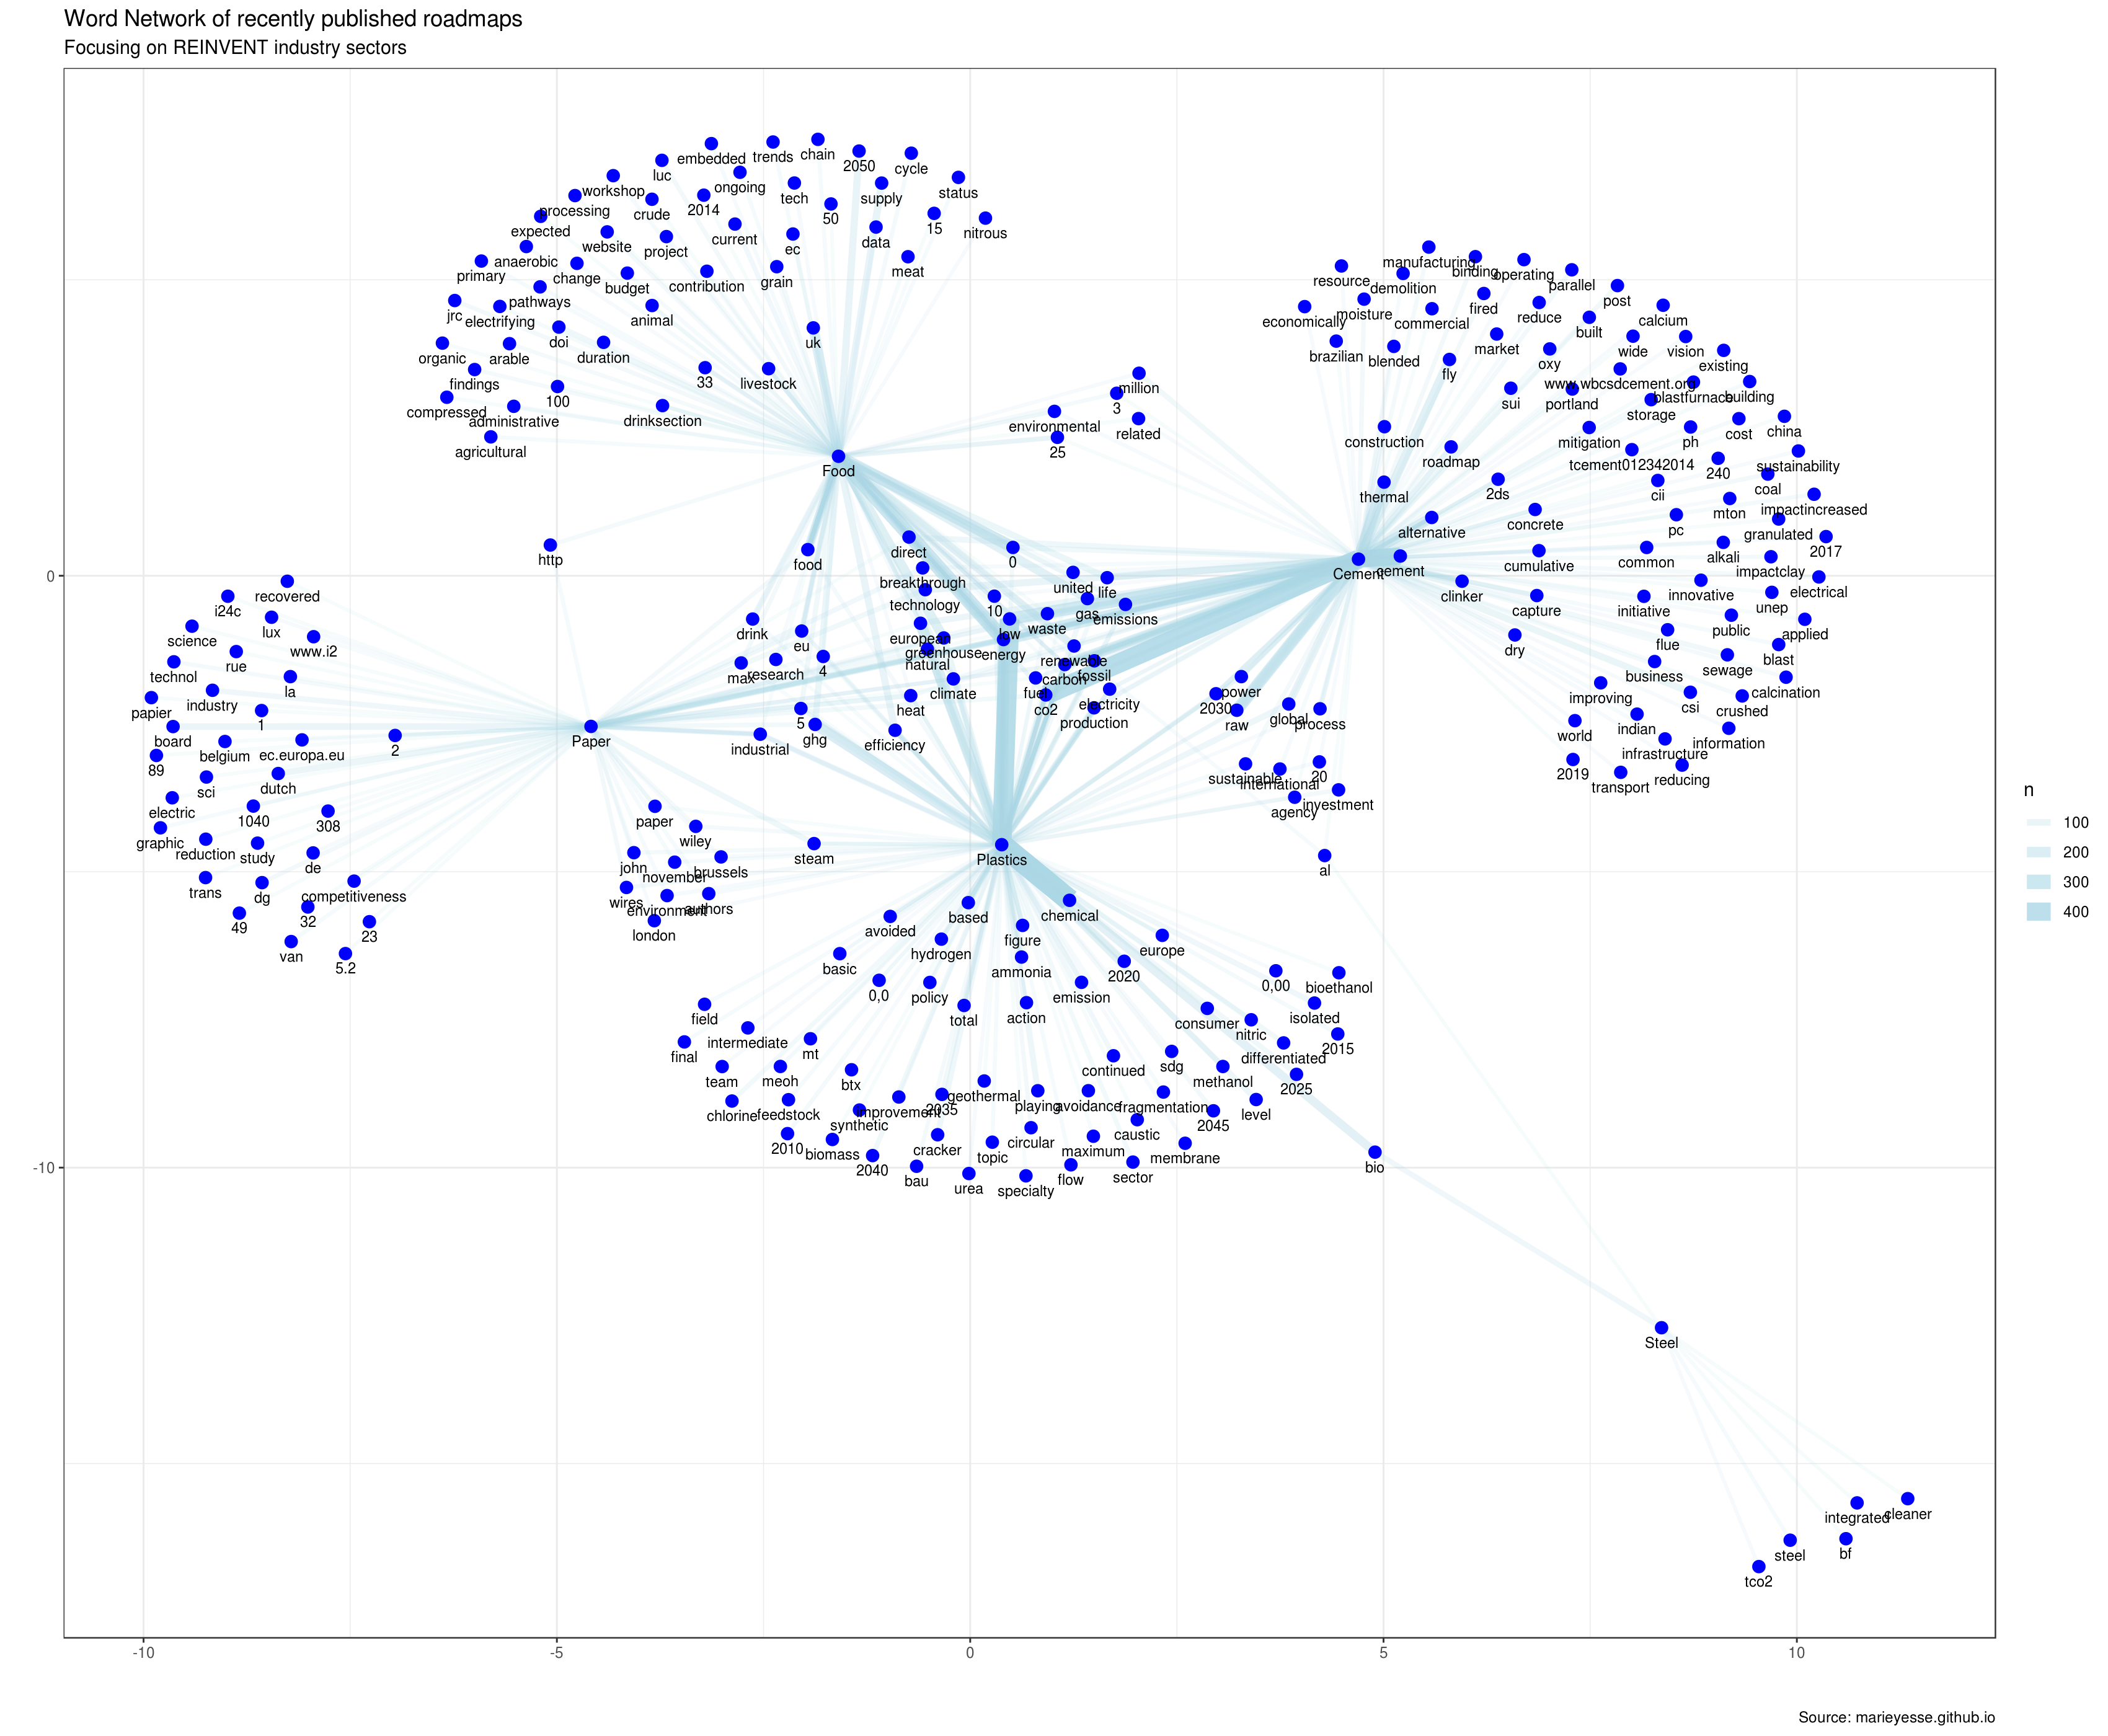 Word Network of recently published roadmaps
Focusing on REINVENT industry sectors
embedded
trends
chain
2050
cycle
luc
workshop
ongoing
tech
supply
status
processing
crude
2014
50
15
nitrous
expected
website
project
current
ec
data
meat
anaerobic
primary
change
budget
contribution
grain
pathways
jrc
electrifying
animal
doi
uk
organic
arable
duration
findings
33
livestock
100
compressed
administrative
drinksection
agricultural
Food
million
3
environmental
related
25
http
manufacturing
binding
operating
resource
demolition
parallel
post
economically
moisture
commercial
fired
reduce
built
calcium
brazilian
blended
market
oxy
wide
vision
fly
existing
www.wbcsdcement.org
blastfurnace
building
sui
portland
storage
construction
mitigation
ph
cost
china
roadmap
tcement012342014
240
sustainability
thermal
2ds
cii
coal
mton
impactincreased
alternative
concrete
pc
granulated
2017
Cement
cement
cumulative
common
alkali
impactclay
electrical
clinker
capture
initiative
innovative
unep
public
applied
dry
flue
sewage
blast
business
calcination
improving
csi
crushed
world
indian
information
infrastructure
2019
transport
reducing
food
direct
0
breakthrough
united
life
technology
10
gas
emissions
drink
eu
european
low
waste
greenhouse
energy
natural
renewable
max
research
4
climate
carbon
fossil
fuel
co2
electricity
production
heat
5
ghg
efficiency
industrial
power
2030
raw
global
process
sustainable
international
20
agency
investment
al
recovered
i24c
lux
science
www.i2
rue
technol
la
industry
papier
1
board
belgium
ec.europa.eu
2
89
sci
dutch
electric
1040
308
graphic
reduction
study
de
trans
dg
competitiveness
49
32
23
van
5.2
Paper
paper
wiley
john
november
brussels
steam
wires
environment
authors
london
Plastics
chemical
based
avoided
figure
hydrogen
europe
basic
ammonia
2020
0,0
policy
emission
0,00
bioethanol
field
total
action
consumer
isolated
intermediate
nitric
final
mt
2015
differentiated
team
meoh
btx
continued
sdg
methanol
2025
chlorine
feedstock
improvement
2035
geothermal
playing
avoidance
fragmentation
level
synthetic
2045
2010
biomass
cracker
circular
caustic
2040
topic
maximum
membrane
bau
urea
specialty
flow
sector
bio
Steel
integrated
cleaner
steel
bf
tco2
0
-10
-10
-5
0
5
10
n
100
200
300
400
Source: marieyesse.github.io